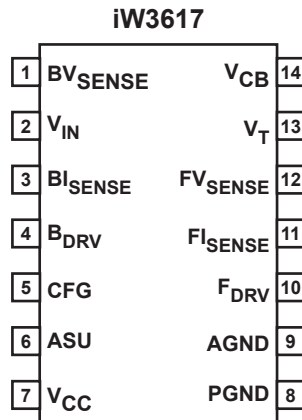 iW3617
1 BVSENSE VCB 14
2 VIN VT 13
3 BISENSE FVSENSE 12
4 BDRV FISENSE 11
5 CFG FDRV 10
6 ASU AGND 9
7 VCC PGND 8